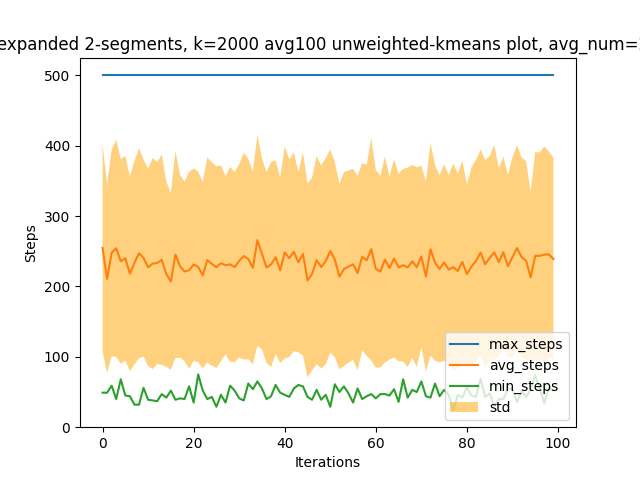 expanded 2-segments, k=2000 avg100 unweighted-kmeans plot, avg_num=
500
400
300
200
100
0
Steps
0
20
40
60
80
100
Iterations
max_steps
avg_steps
min_steps
std